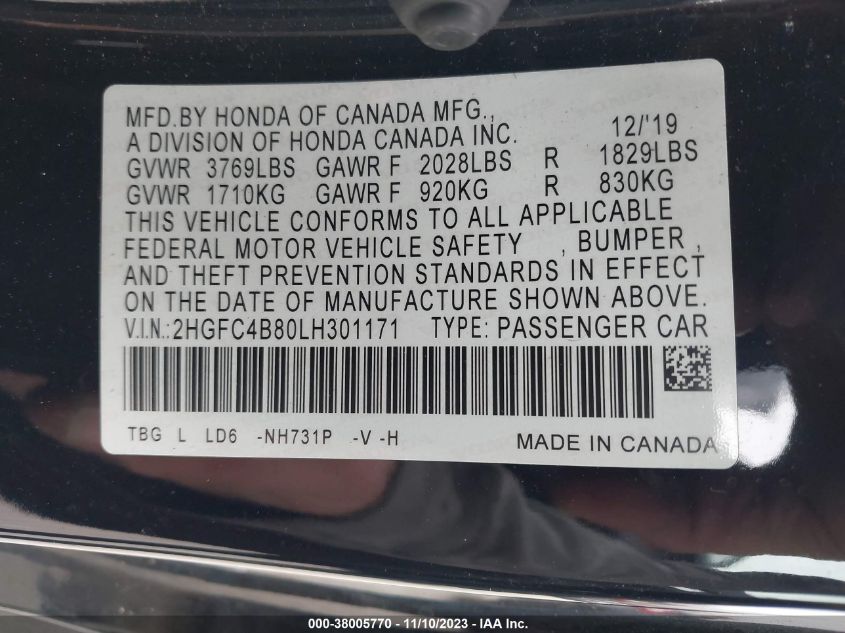 MFD.BY HONDA OF CANADA MFG.,
A DIVISION OF HONDA CANADA INC. 12/'19
GVWR 3769LBS GAWR F 2028LBS R 1829LBS
GVWR 1710KG GAWR F 920KG R 830KG
THIS VEHICLE CONFORMS TO ALL APPLICABLE
FEDERAL MOTOR VEHICLE SAFETY , BUMPER ,
AND THEFT PREVENTION STANDARDS IN EFFECT
ON THE DATE OF MANUFACTURE SHOWN ABOVE.
V.I.N.:2HGFC4B80LH301171 TYPE: PASSENGER CAR
TBG L LD6 -NH731P -V -H MADE IN CANADA
000-38005770 - 11/10/2023 - IAA Inc.